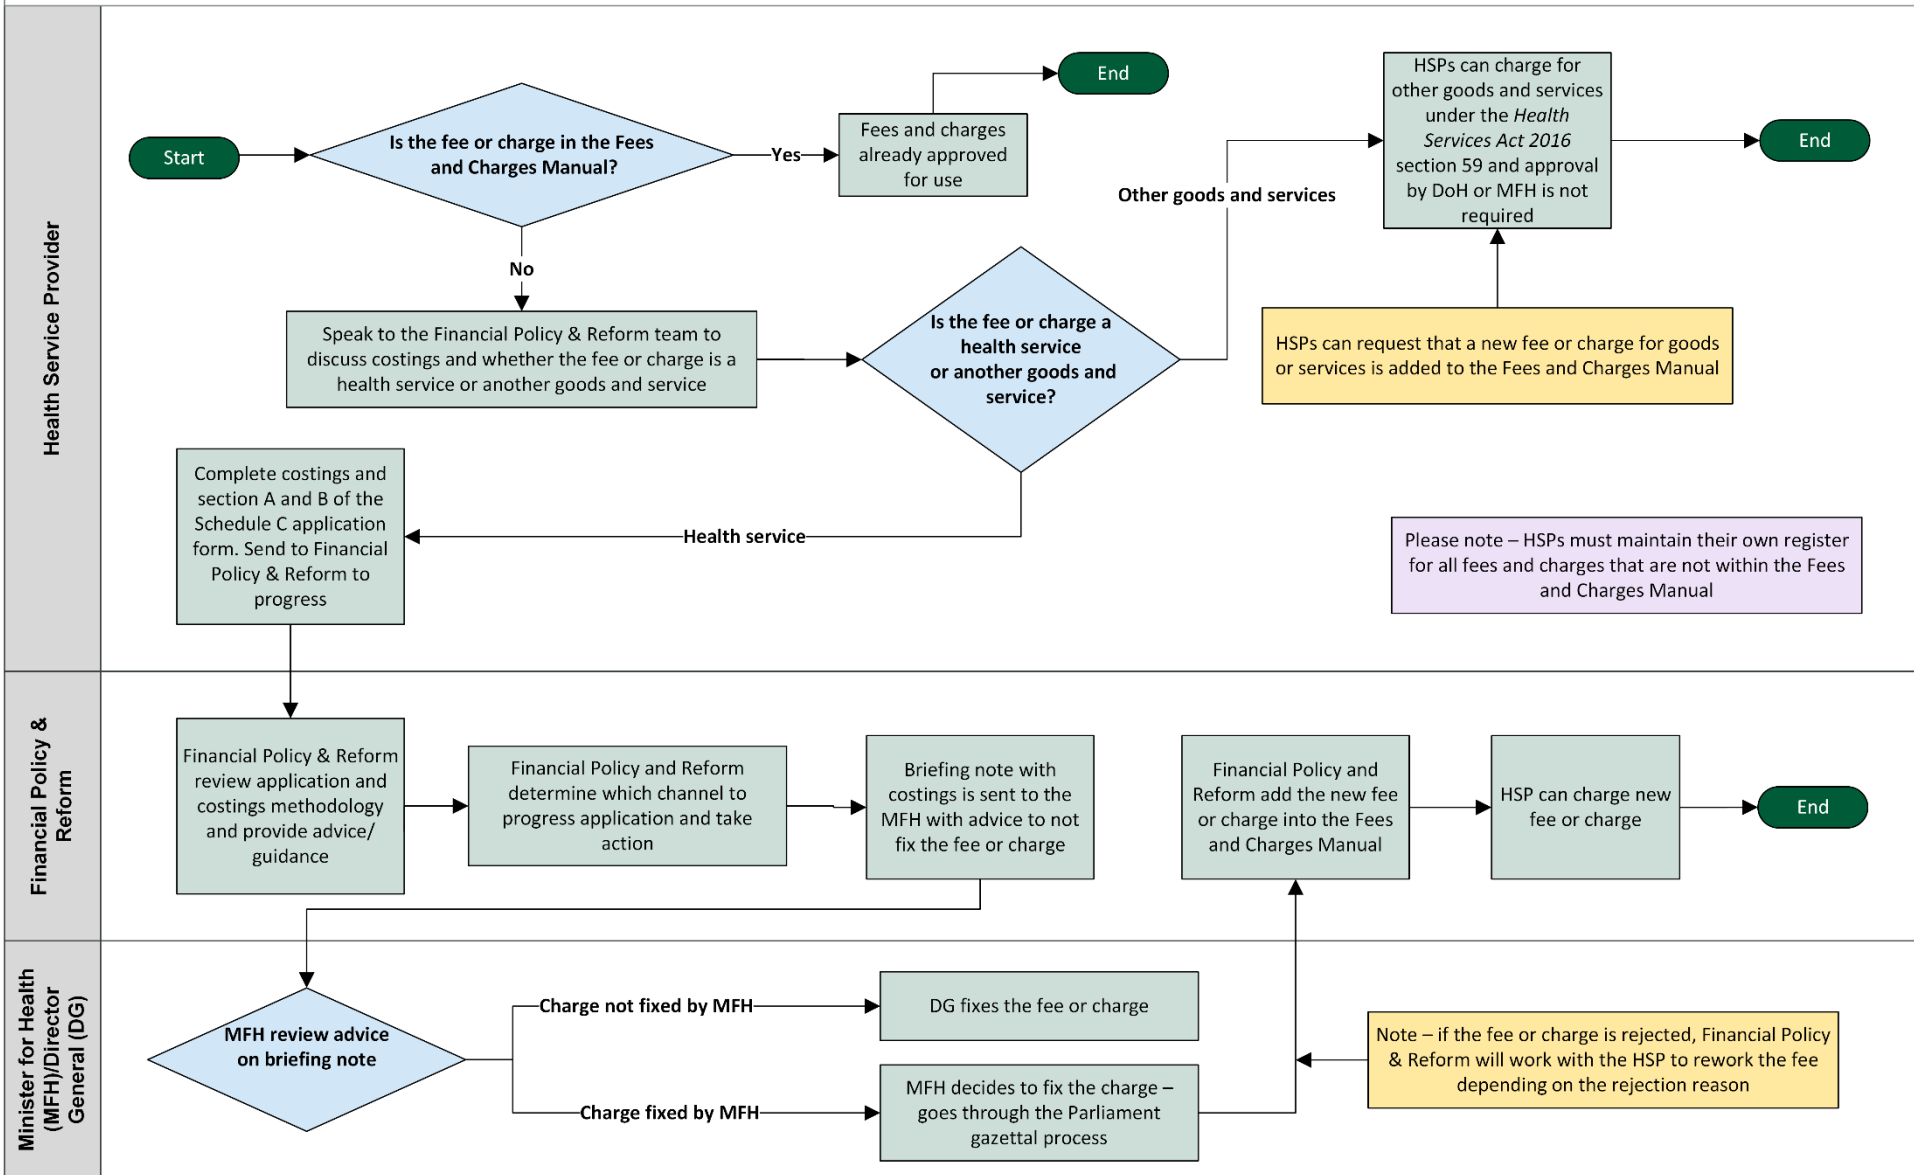 Health Service Provider
Start
Is the fee or charge in the Fees
and Charges Manual?
Yes
Fees and charges
already approved
for use
End
No
Speak to the Financial Policy & Reform team to
discuss costings and whether the fee or charge is a
health service or another goods and service
Is the fee or charge a
health service
or another goods and
service?
Other goods and services
HSPs can charge for
other goods and services
under the Health
Services Act 2016
section 59 and approval
by DoH or MFH is not
required
End
HSPs can request that a new fee or charge for goods
or services is added to the Fees and Charges Manual
Health service
Complete costings and
section A and B of the
Schedule C application
form. Send to Financial
Policy & Reform to
progress
Please note – HSPs must maintain their own register
for all fees and charges that are not within the Fees
and Charges Manual
Financial Policy &
Reform
Financial Policy & Reform
review application and
costings methodology
and provide advice/
guidance
Financial Policy and Reform
determine which channel to
progress application and take
action
Briefing note with
costings is sent to the
MFH with advice to not
fix the fee or charge
Financial Policy and
Reform add the new fee
or charge into the Fees
and Charges Manual
HSP can charge new
fee or charge
End
Minister for Health
(MFH)/Director
General (DG)
MFH review advice
on briefing note
Charge not fixed by MFH
DG fixes the fee or charge
Charge fixed by MFH
MFH decides to fix the charge –
goes through the Parliament
gazettal process
Note – if the fee or charge is rejected, Financial Policy
& Reform will work with the HSP to rework the fee
depending on the rejection reason